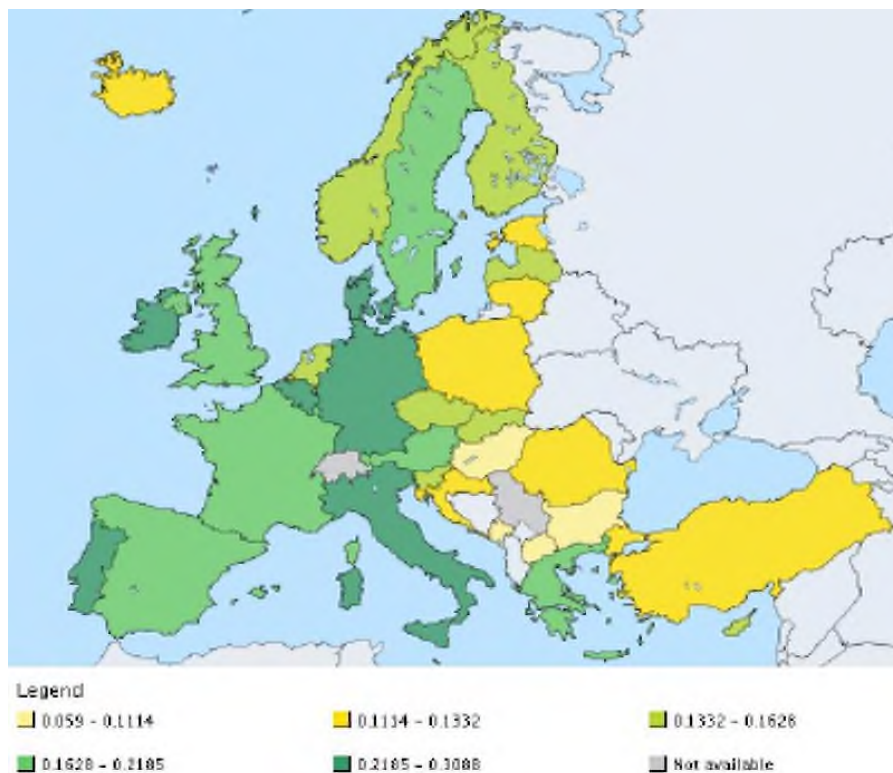 Legend
0.059 - 0.1114
0.1114 - 0.1332
0.1332 - 0.1628
0.1628 - 0.2185
0.2185 - 0.3088
Not available